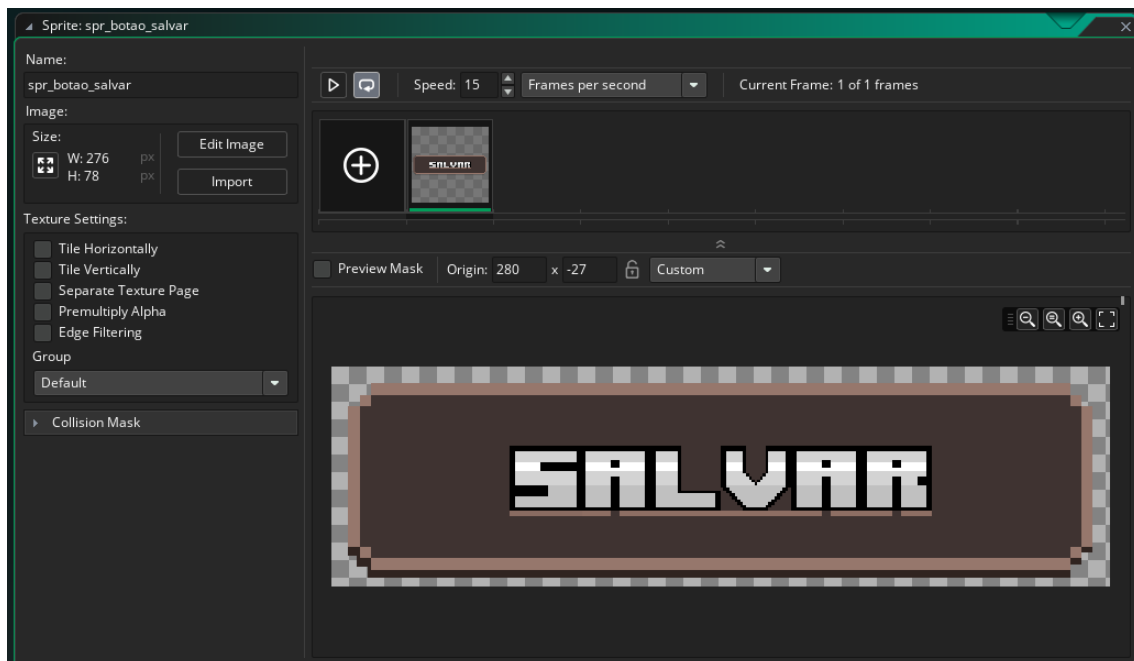 Sprite: spr_botao_salvar
Name:
spr_botao_salvar
Image:
Size:
W: 276 px
H: 78 px
Edit Image
Import
Texture Settings:
Tile Horizontally
Tile Vertically
Separate Texture Page
Premultiply Alpha
Edge Filtering
Group
Default
Collision Mask
Speed: 15 Frames per second Current Frame: 1 of 1 frames
SALVAR
Preview Mask Origin: 280 x -27 Custom
SALVAR